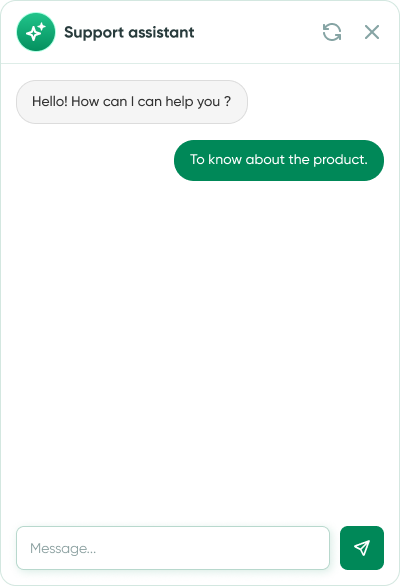 Support assistant
Hello! How can I can help you ?
To know about the product.
Message...